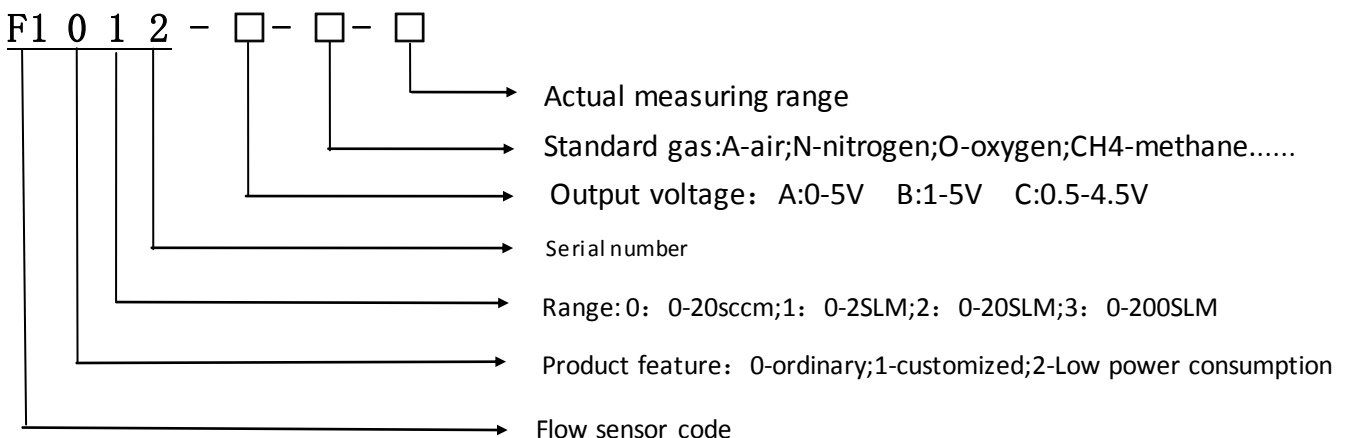 F1 0 1 2 - □- □- □
Actual measuring range
Standard gas:A-air;N-nitrogen;O-oxygen;CH4-methane......
Output voltage：A:0-5V B:1-5V C:0.5-4.5V
Serial number
Range:0：0-20sccm;1：0-2SLM;2：0-20SLM;3：0-200SLM
Product feature：0-ordinary;1-customized;2-Low power consumption
Flow sensor code